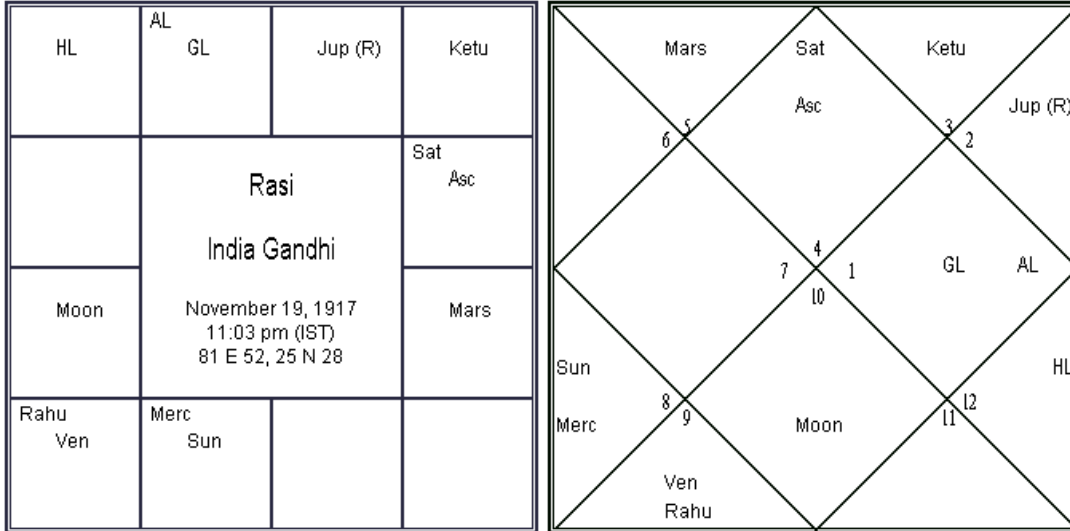 HL
AL
GL
Jup (R)
Ketu
Sat
Asc
Rasi
India Gandhi
November 19, 1917
11:03 pm (IST)
81 E 52, 25 N 28
Moon
Mars
Rahu
Ven
Merc
Sun
Mars
Sat
Ketu
Asc
Jup (R)
5
6
3
2
4
7
1
10
GL
AL
Sun
HL
Merc
8
9
12
11
Moon
Ven
Rahu